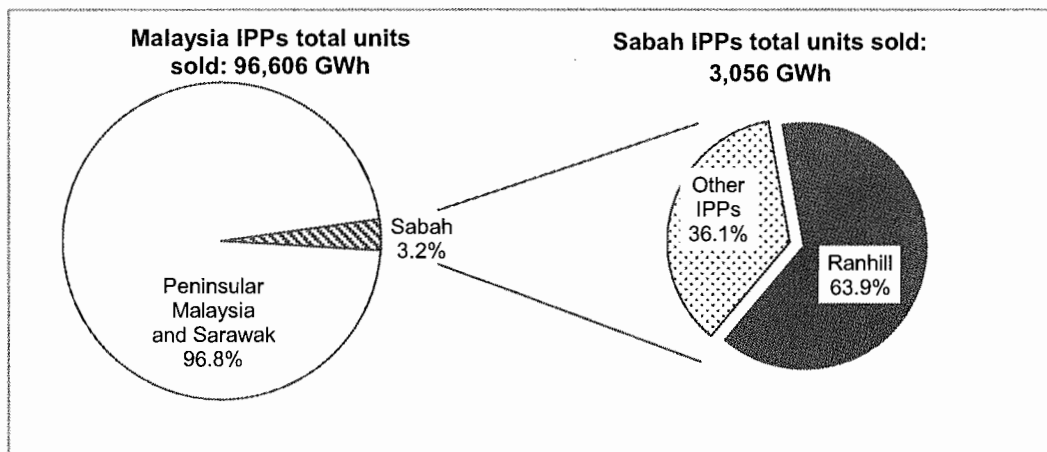 Malaysia IPPs total units
sold: 96,606 GWh
Peninsular
Malaysia
and Sarawak
96.8%
Sabah
3.2%
Sabah IPPs total units sold:
3,056 GWh
Other
IPPs
36.1%
Ranhill
63.9%